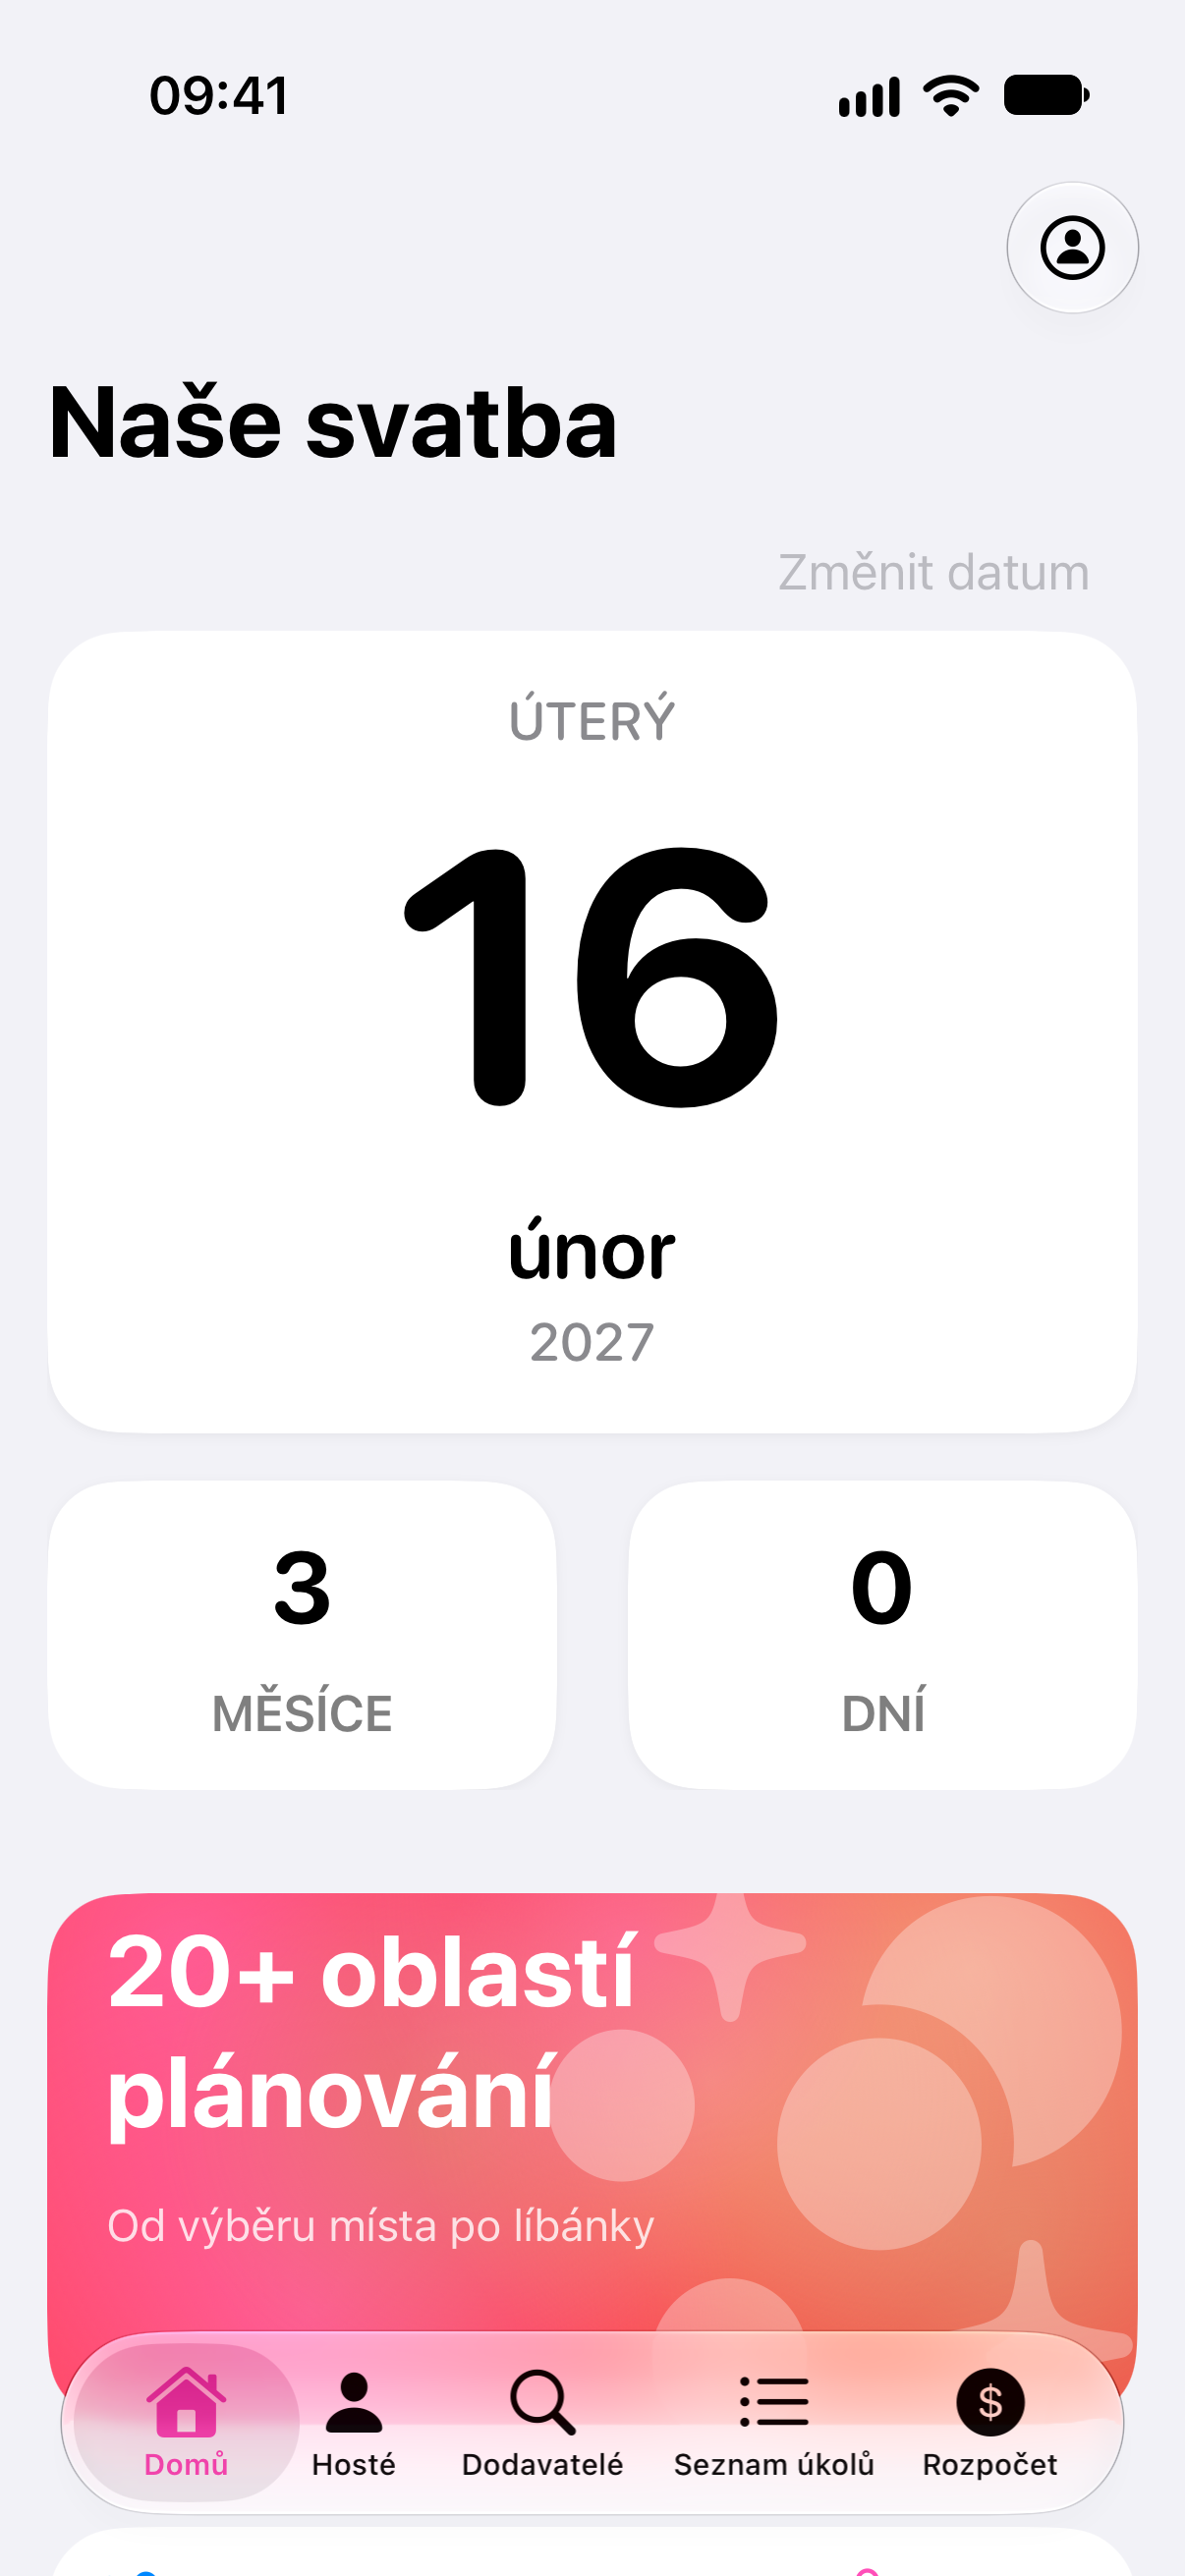 09:41
Naše svatba
Změnit datum
ÚTERÝ
16
únor
2027
3
MĚSÍCE
0
DNÍ
20+ oblastí
plánování
Od výběru místa po líbánky
Domů
Hosté
Dodavatelé
Seznam úkolů
Rozpočet